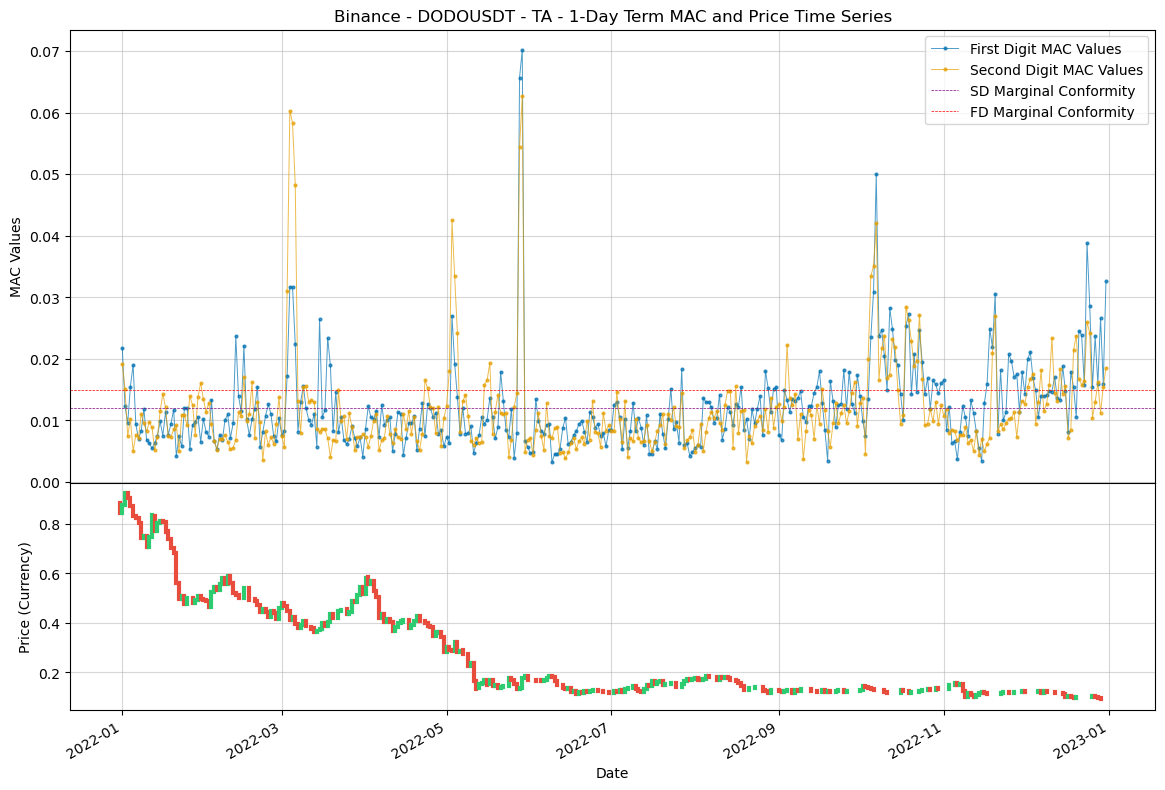 Binance - DODOUSDT - TA - 1-Day Term MAC and Price Time Series
First Digit MAC Values
Second Digit MAC Values
SD Marginal Conformity
FD Marginal Conformity
MAC Values
0.07
0.06
0.05
0.04
0.03
0.02
0.01
0.00
Price (Currency)
0.8
0.6
0.4
0.2
2022-01
2022-03
2022-05
2022-07
2022-09
2022-11
2023-01
Date